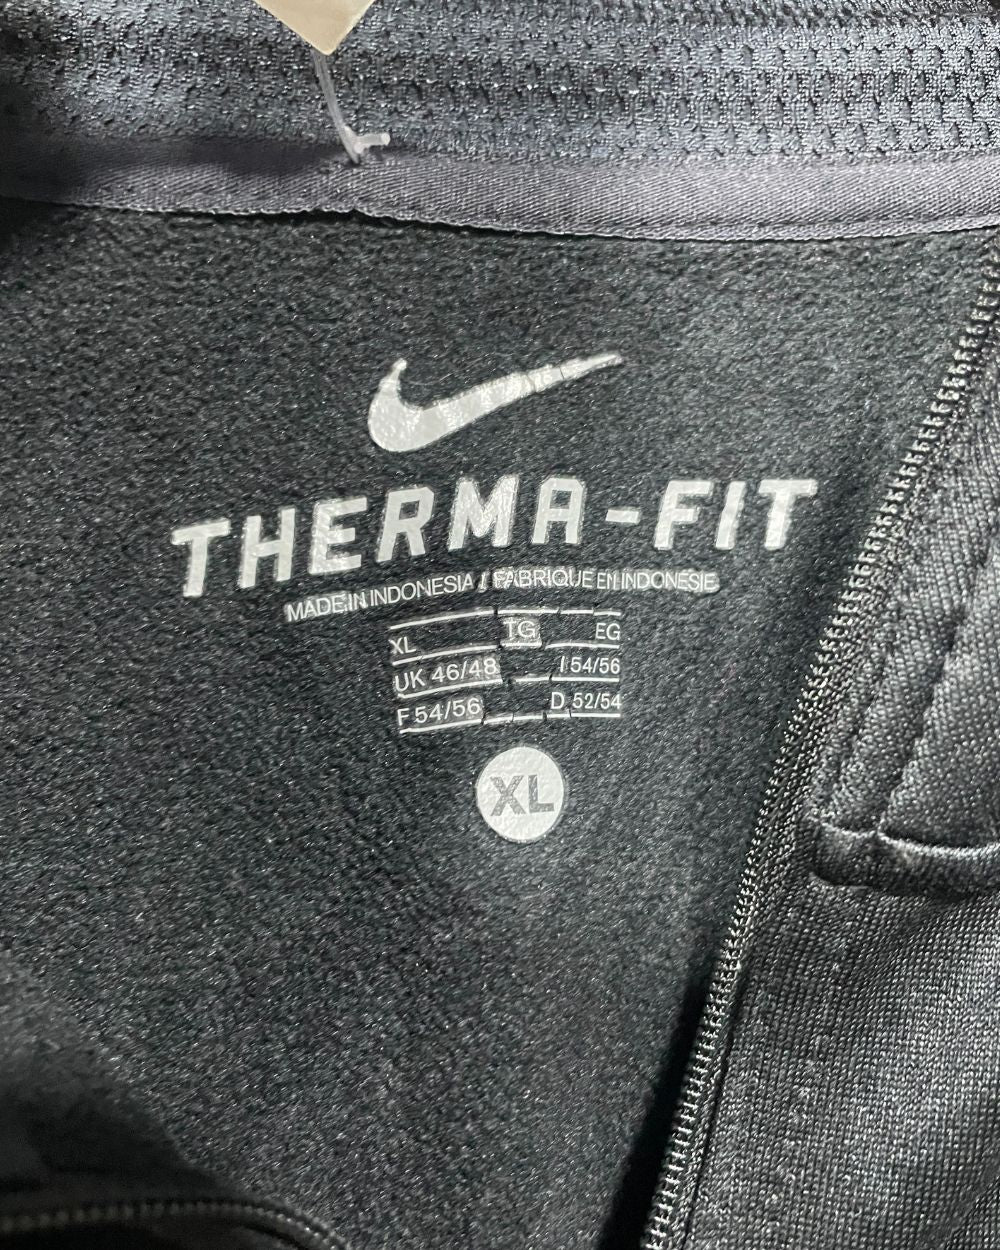 THERMA-FIT
MADE IN INDONESIA / FABRIQUE EN INDONESIE
XL TG EG
UK 46/48 I 54/56
F 54/56 D 52/54
XL